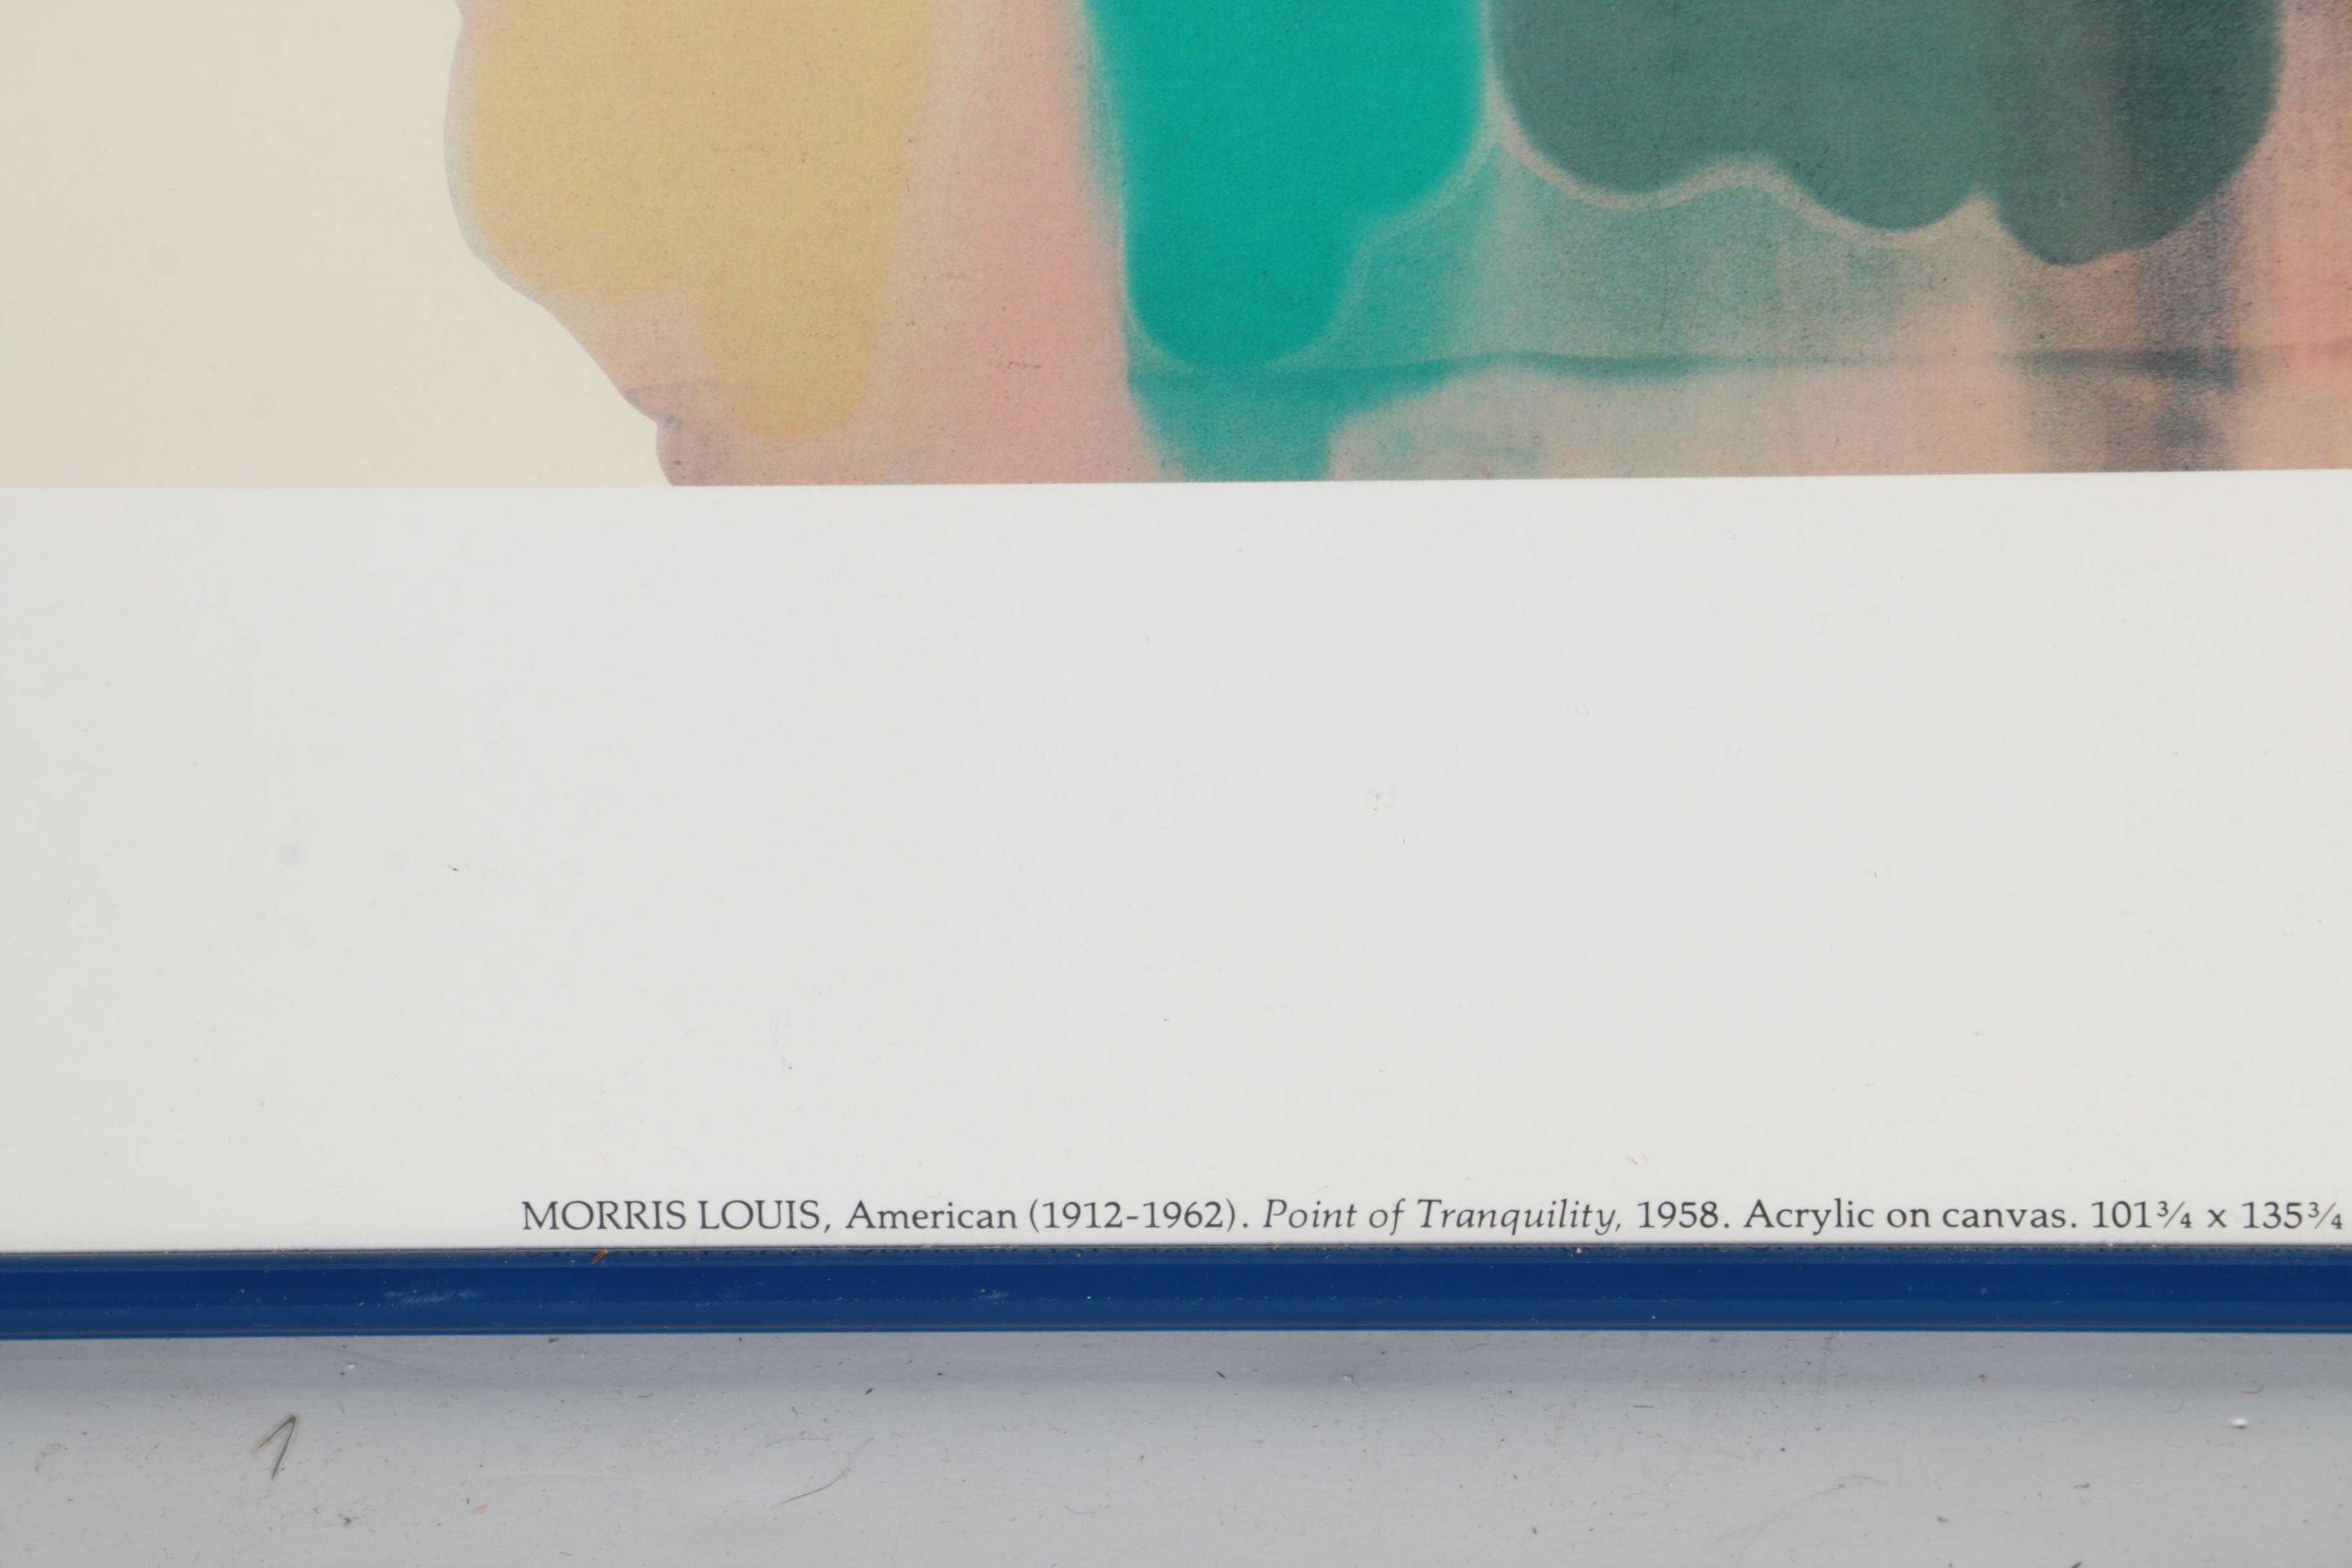 MORRIS LOUIS, American (1912-1962). Point of Tranquility, 1958. Acrylic on canvas. 101¾ x 135¾